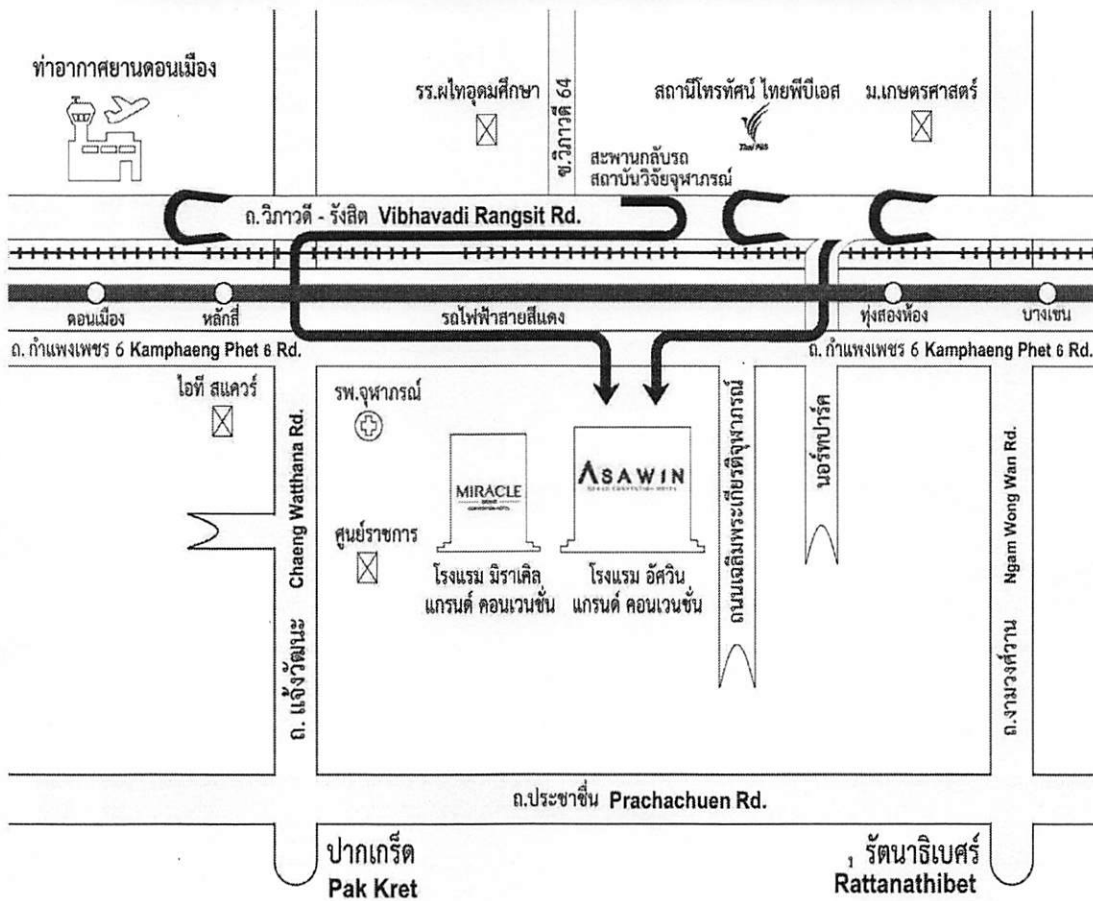 ท่าอากาศยานดอนเมือง
รร.ผไทอุดมศึกษา
ซ.วิภาวดี 64
สถานีโทรทัศน์ ไทยพีบีเอส
Thai PBS
ม.เกษตรศาสตร์
สะพานกลับรถ
สถาบันวิจัยจุฬาภรณ์
ถ.วิภาวดี - รังสิต Vibhavadi Rangsit Rd.
ดอนเมือง
หลักสี่
รถไฟฟ้าสายสีแดง
ทุ่งสองห้อง
บางเขน
ถ. กำแพงเพชร 6 Kamphaeng Phet 6 Rd.
ถ. กำแพงเพชร 6 Kamphaeng Phet 6 Rd.
ไอที สแควร์
รพ.จุฬาภรณ์
ศูนย์ราชการ
MIRACLE
ASAWIN
GRAND CONVENTION HOTEL
โรงแรม มิราเคิล
แกรนด์ คอนเวนชั่น
โรงแรม อัศวิน
แกรนด์ คอนเวนชั่น
ถนนเฉลิมพระเกียรติจุฬาภรณ์
นอร์ทปาร์ค
Chaeng Watthana Rd.
ถ. แจ้งวัฒนะ
Ngam Wong Wan Rd.
ถ.งามวงศ์วาน
ถ.ประชาชื่น Prachachuen Rd.
ปากเกร็ด
Pak Kret
รัตนาธิเบศร์
Rattanathibet